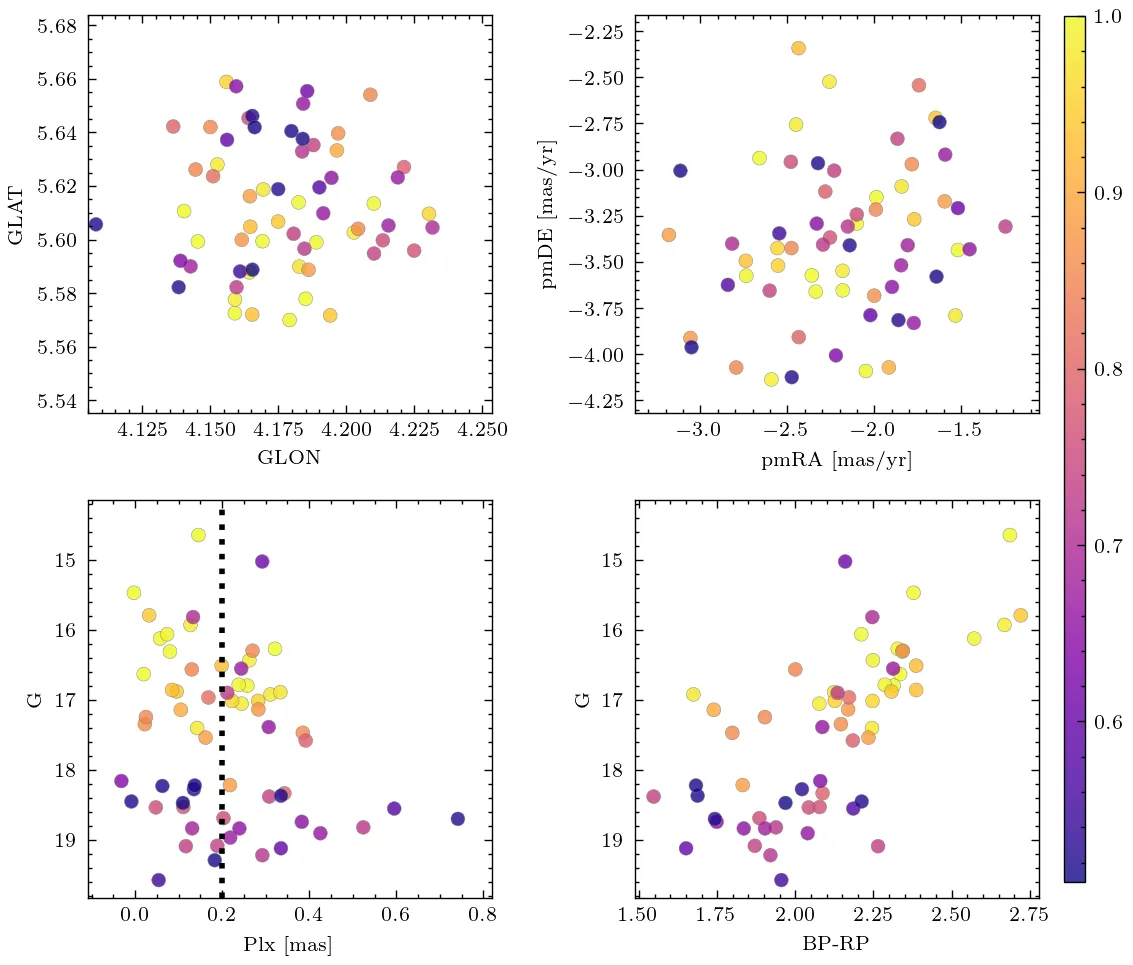 5.68
5.66
5.64
5.62
5.60
5.58
5.56
5.54
GLAT
4.125 4.150 4.175 4.200 4.225 4.250
GLON
−2.25
−2.50
−2.75
−3.00
−3.25
−3.50
−3.75
−4.00
−4.25
pmDE [mas/yr]
−3.0 −2.5 −2.0 −1.5
pmRA [mas/yr]
1.0
0.9
0.8
0.7
0.6
15
16
17
18
19
G
0.0 0.2 0.4 0.6 0.8
Plx [mas]
15
16
17
18
19
G
1.50 1.75 2.00 2.25 2.50 2.75
BP-RP